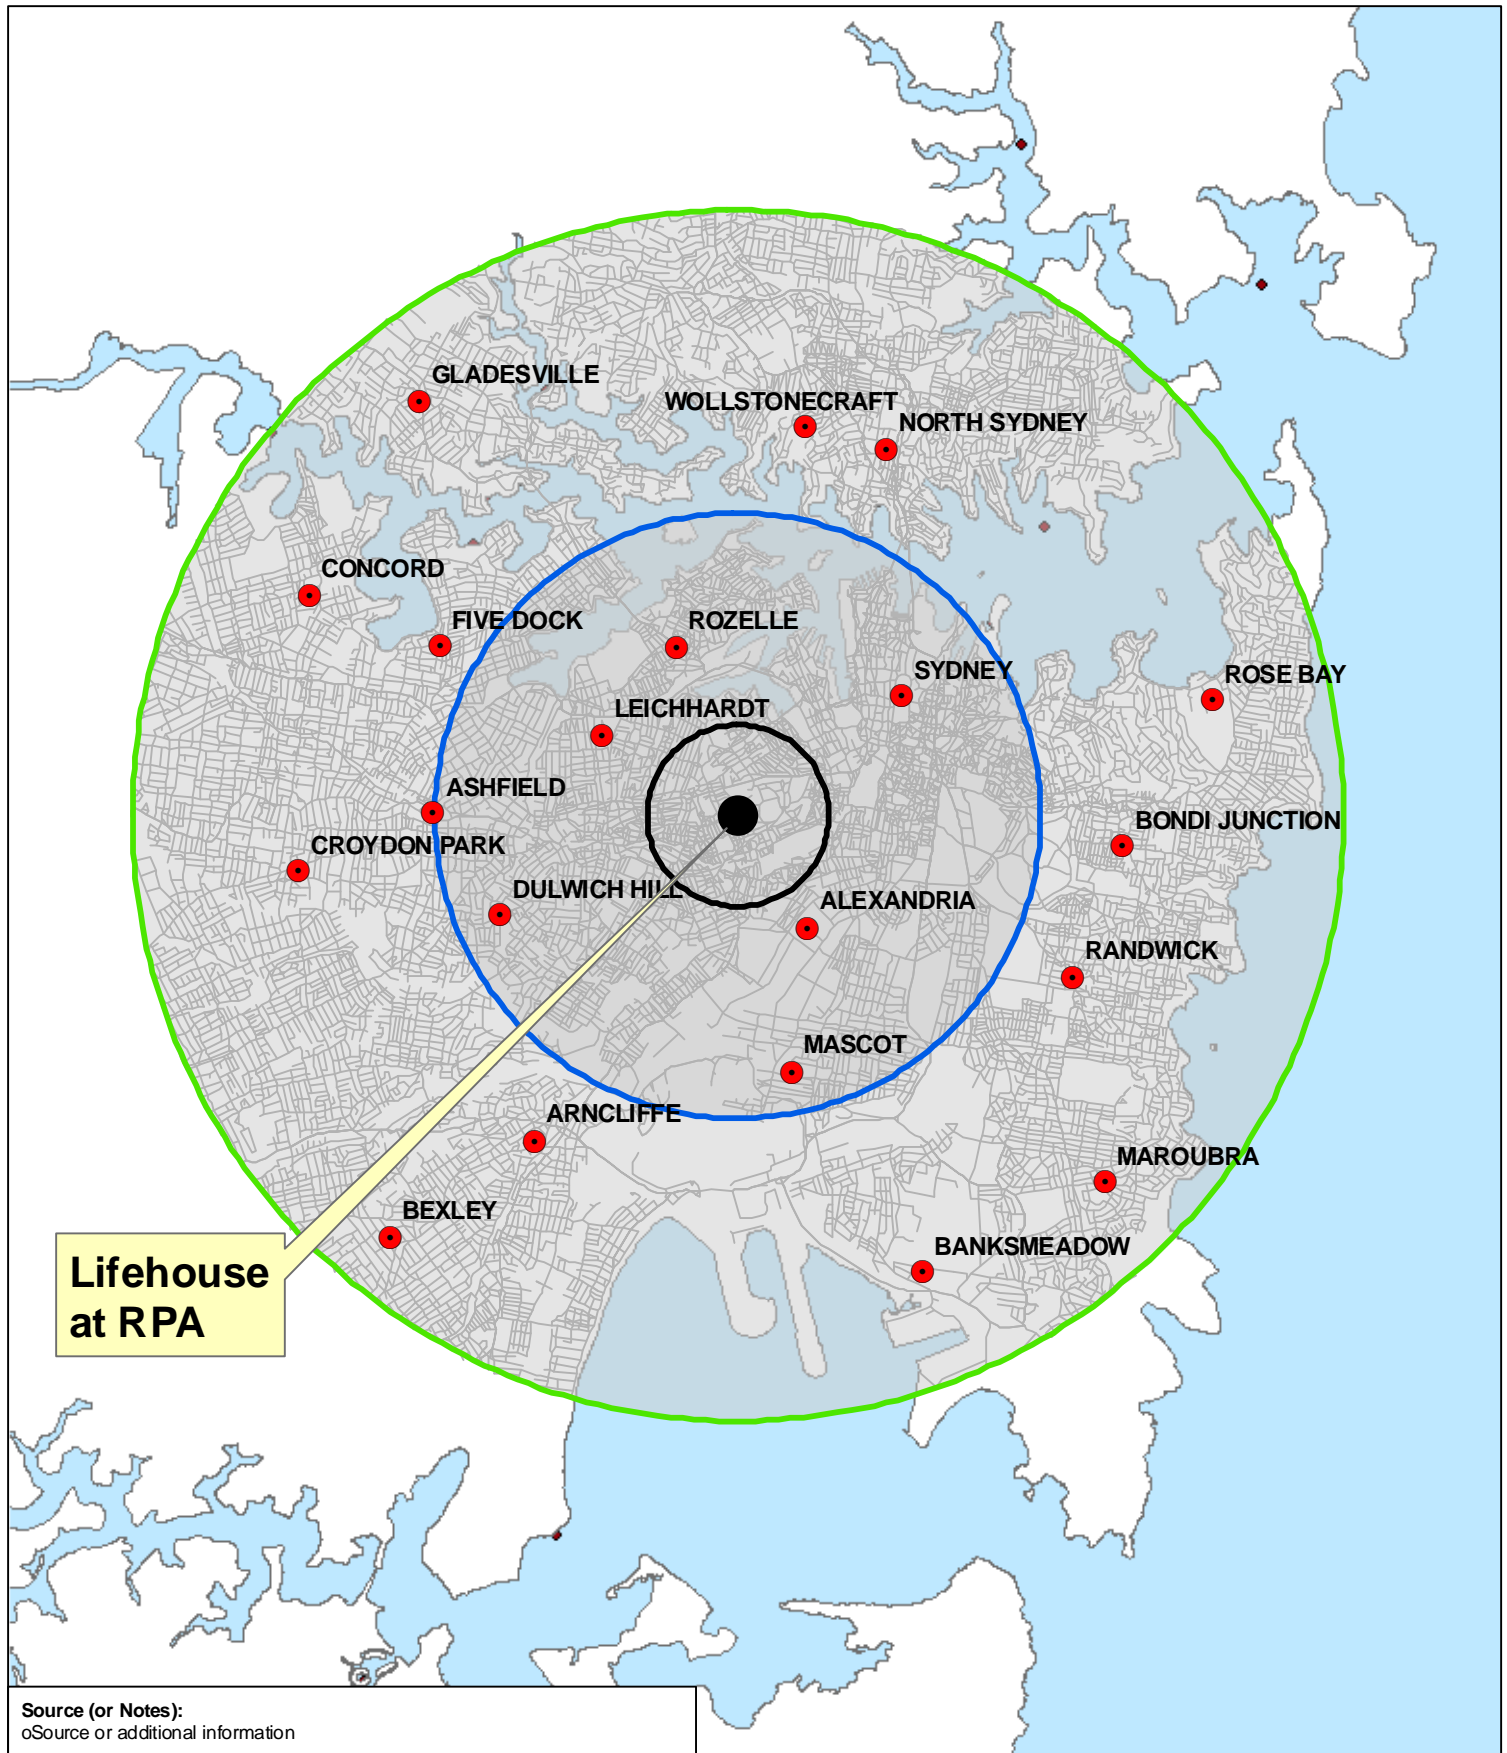 GLADESVILLE
WOLLSTONECRAFT
NORTH SYDNEY
CONCORD
FIVE DOCK
ROZELLE
SYDNEY
ROSE BAY
LEICHHARDT
ASHFIELD
BONDI JUNCTION
CROYDON PARK
DULWICH HILL
ALEXANDRIA
RANDWICK
MASCOT
ARNCLIFFE
MAROUBRA
BEXLEY
BANKSMEADOW
Lifehouse
at RPA
Source (or Notes):
oSource or additional information